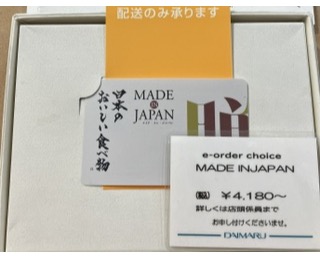 配送のみ承ります
日本の
おいしい食べ物
MADE
IN
JAPAN
e-order choice
MADE INJAPAN
税込 ¥4,180〜
詳しくは店頭係員まで
お申し付けくださいませ。
DAIMARU